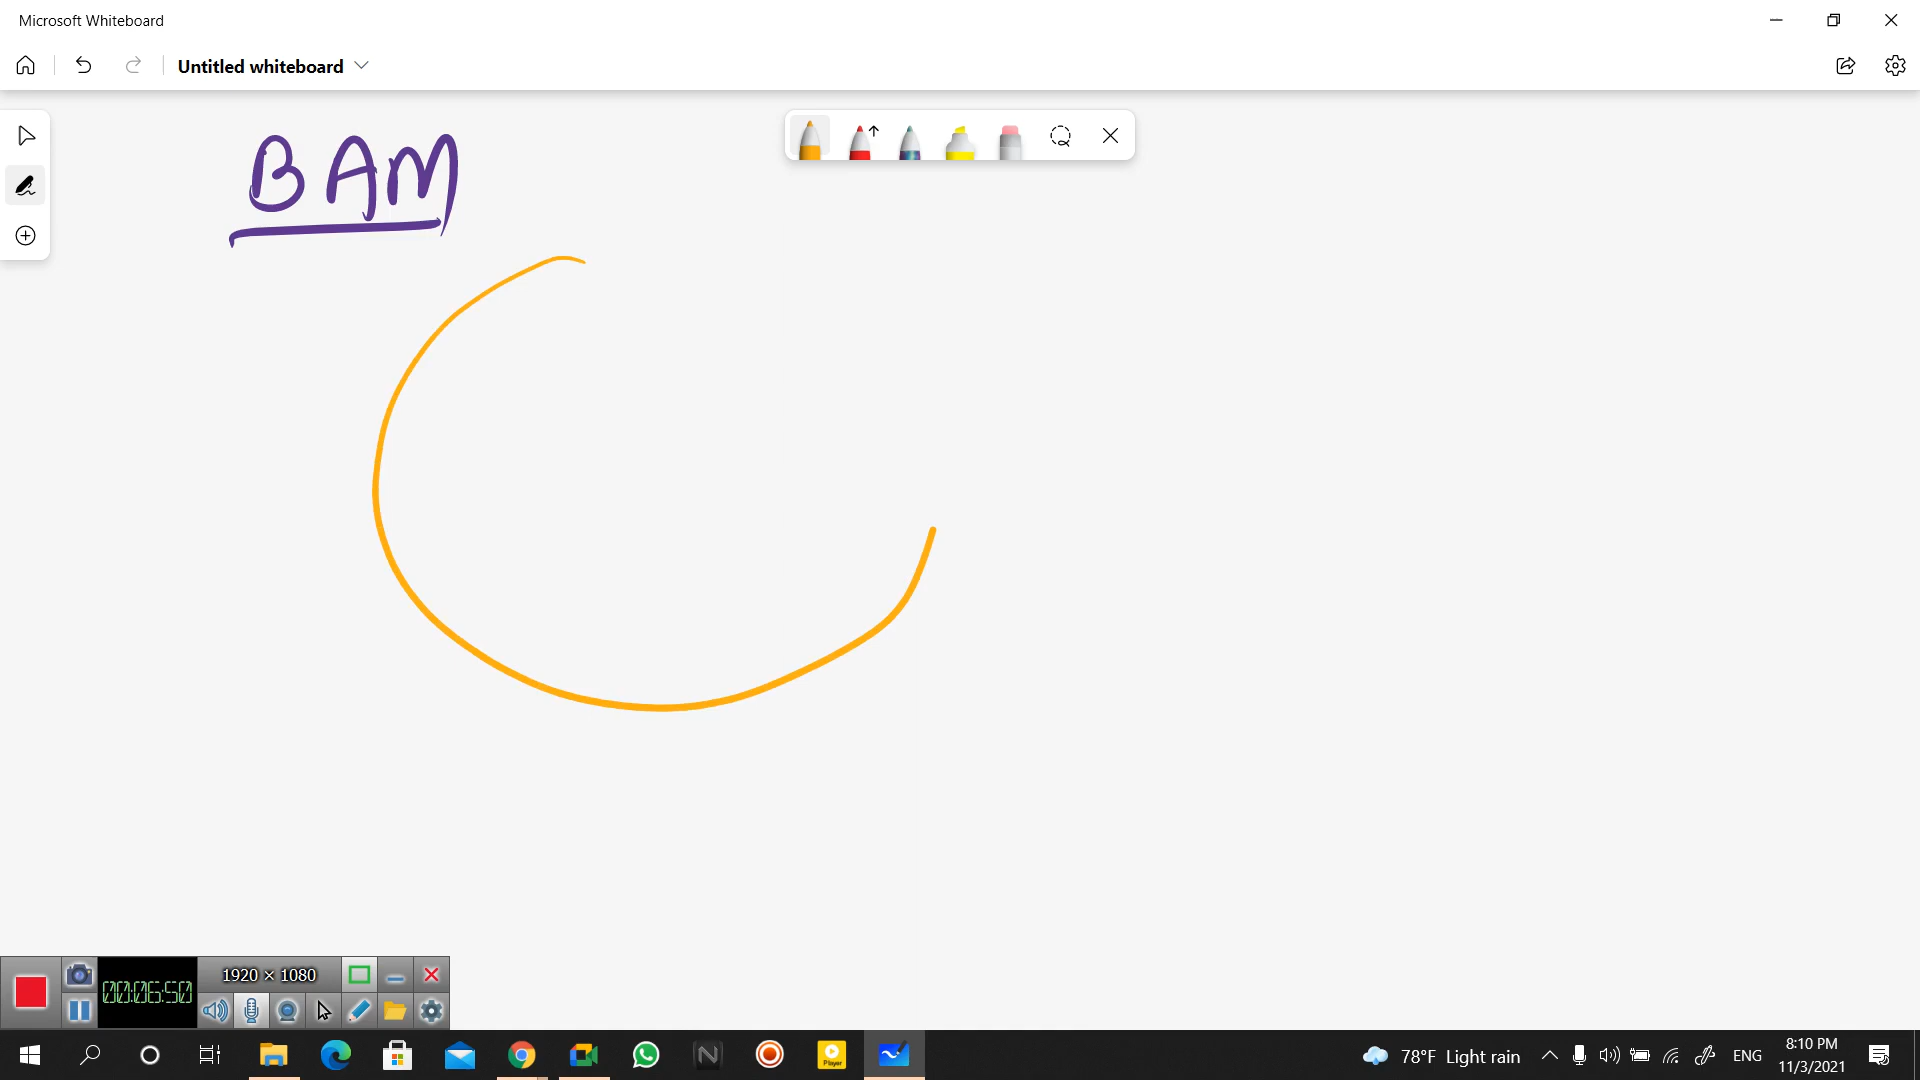 Microsoft Whiteboard
Untitled whiteboard
BAM
00:06:50
1920 × 1080
N
Player
78°F Light rain
ENG
8:10 PM
11/3/2021